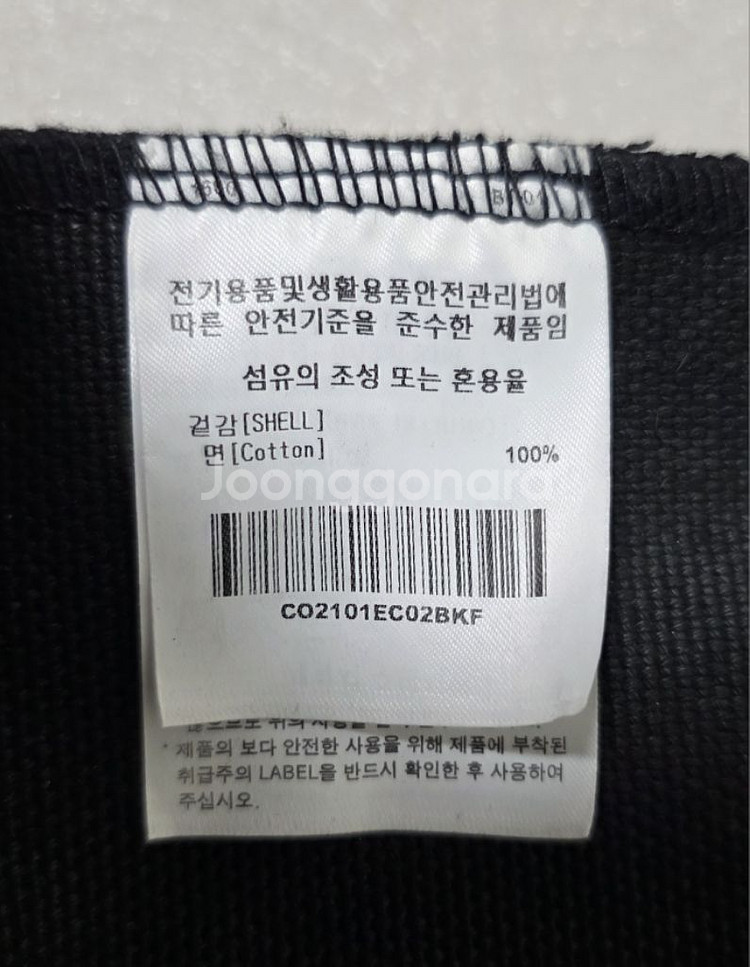 전기용품및생활용품안전관리법에
따른 안전기준을 준수한 제품임
섬유의 조성 또는 혼용율
겉감[SHELL]
면[Cotton] 100%
Joonggonara
CO2101EC02BKF
제품의 보다 안전한 사용을 위해 제품에 부착된
취급주의 LABEL을 반드시 확인한 후 사용하여
주십시오.